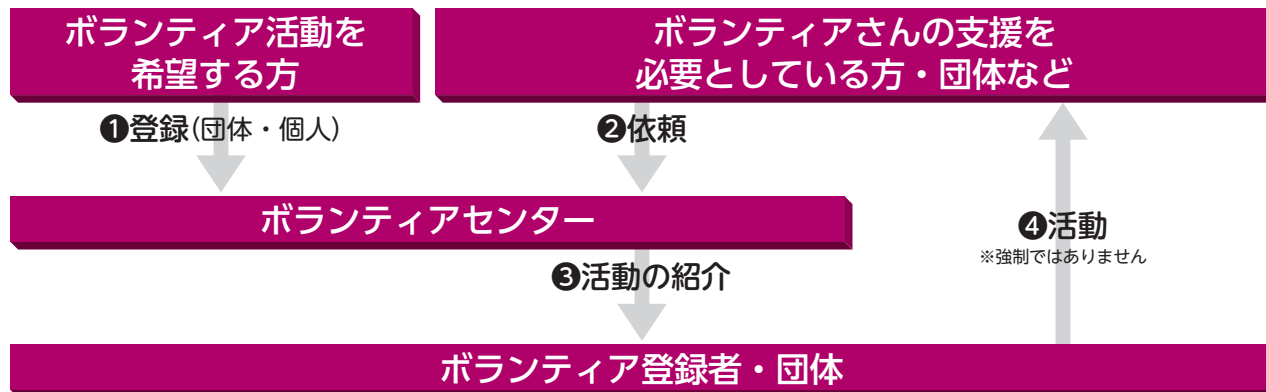 ボランティア活動を
希望する方
ボランティアさんの支援を
必要としている方・団体など
❶登録(団体・個人)
❷依頼
ボランティアセンター
❸活動の紹介
❹活動
※強制ではありません
ボランティア登録者・団体